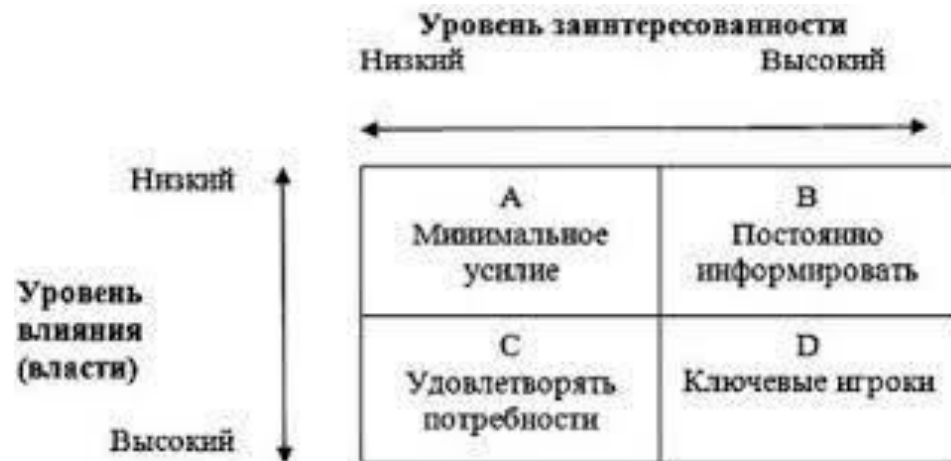 Уровень заинтересованности
Низкий Высокий
Низкий
Уровень
влияния
(власти)
Высокий
A
Минимальное
усилие
B
Постоянно
информировать
C
Удовлетворять
потребности
D
Ключевые игроки